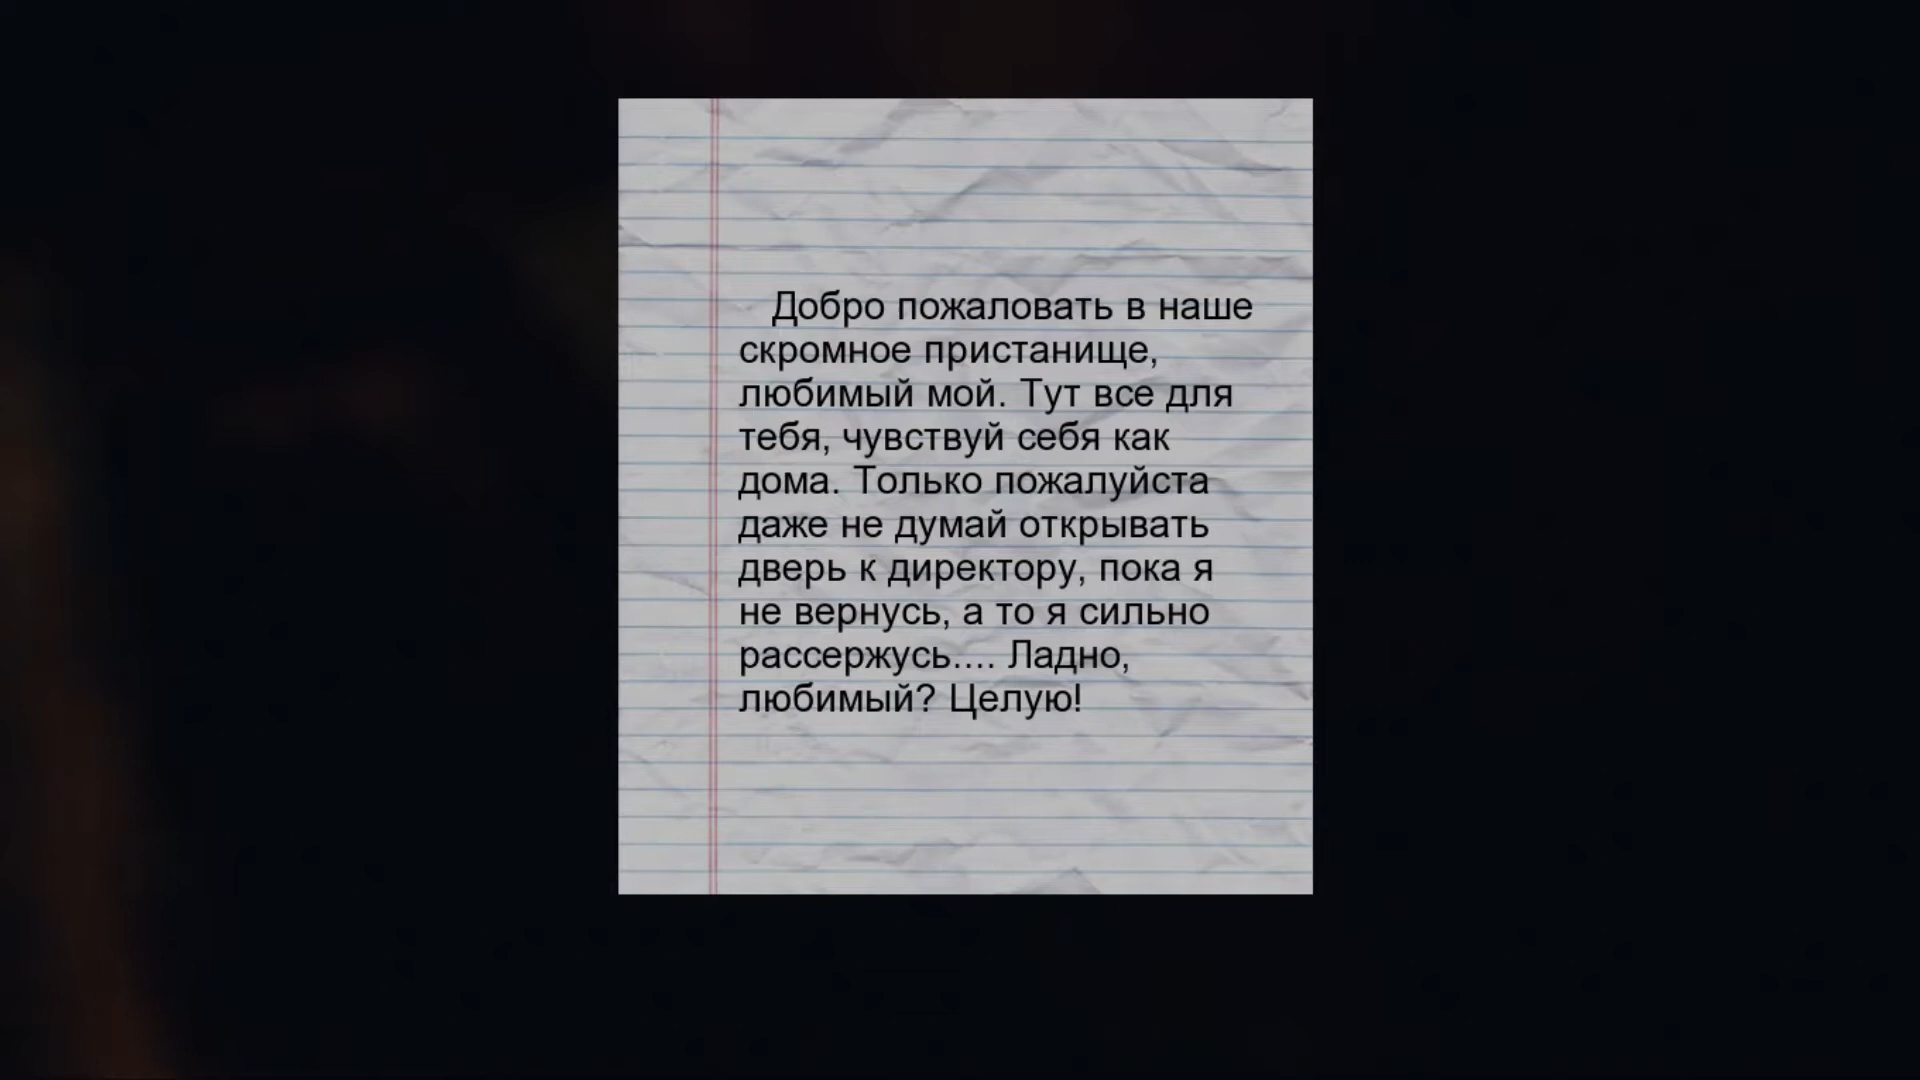 Добро пожаловать в наше
скромное пристанище,
любимый мой. Тут все для
тебя, чувствуй себя как
дома. Только пожалуйста
даже не думай открывать
дверь к директору, пока я
не вернусь, а то я сильно
рассержусь.... Ладно,
любимый? Целую!